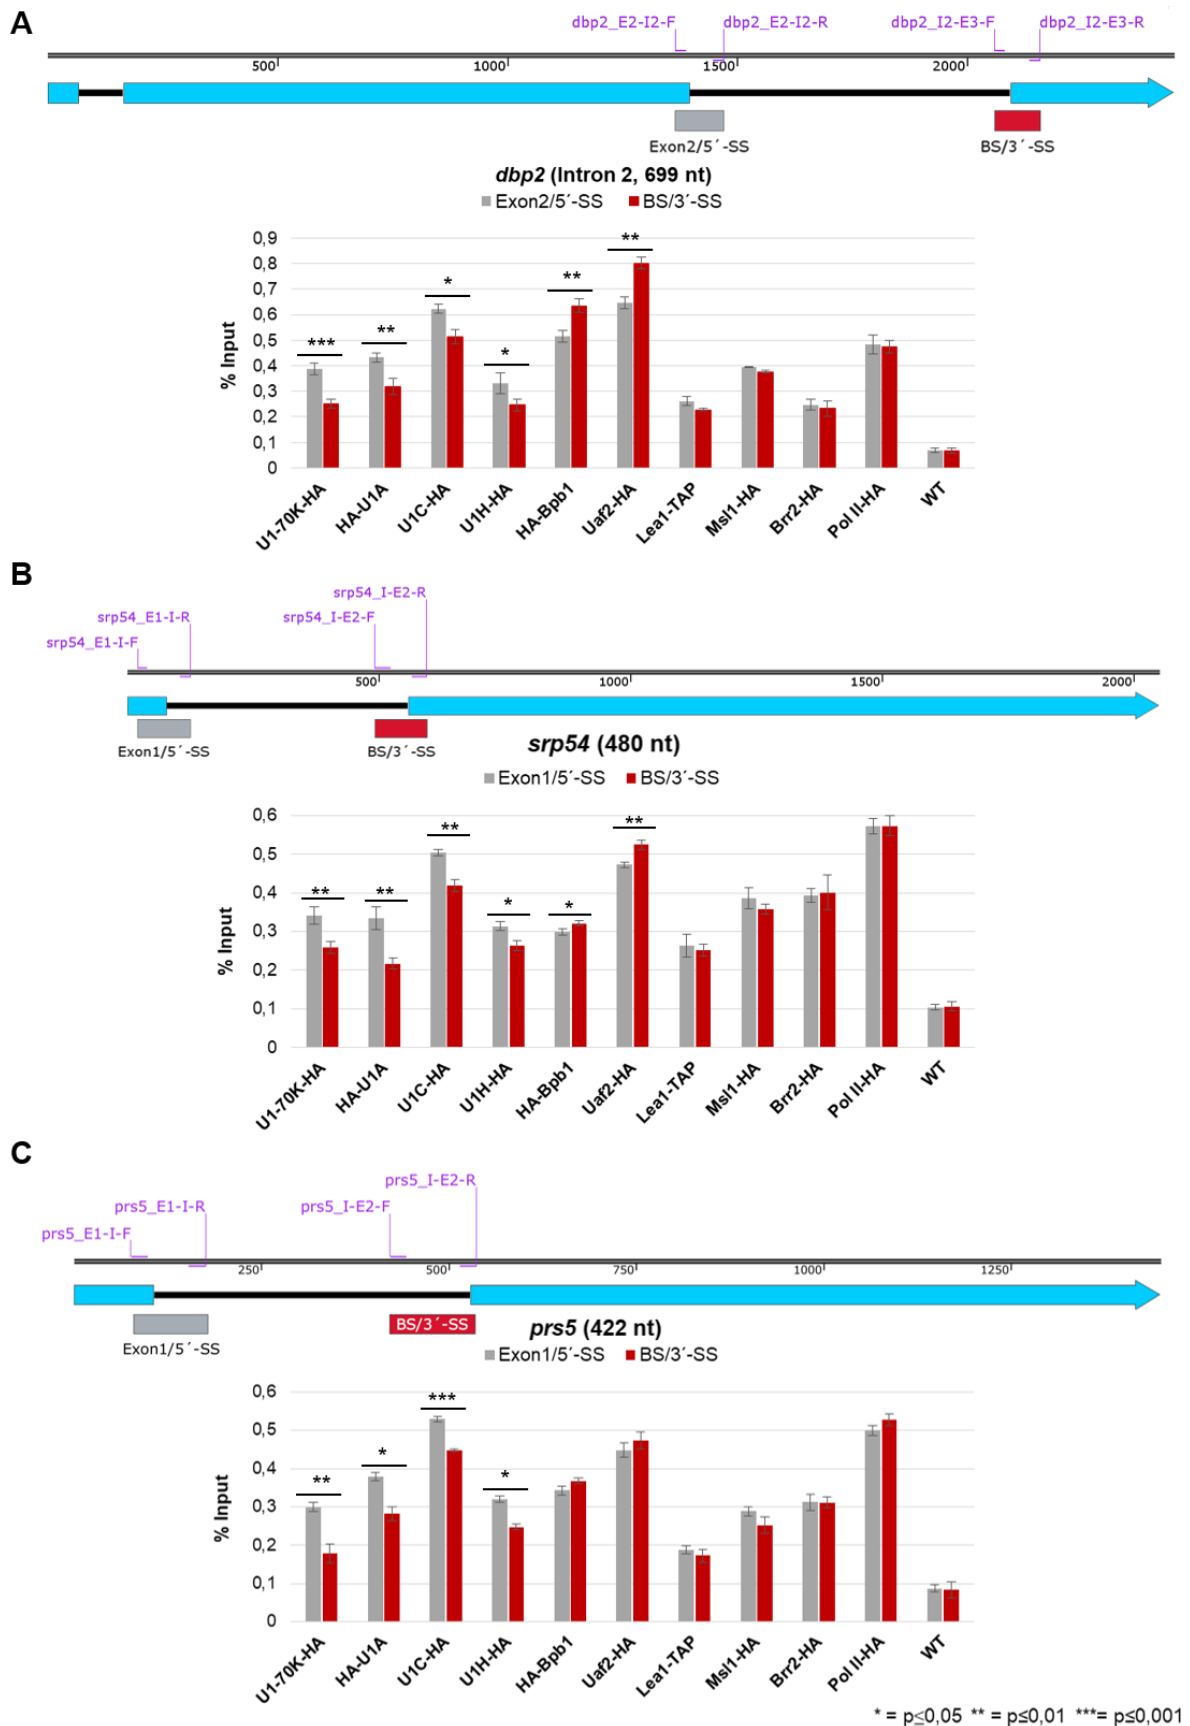 A
dbp2_E2-I2-F dbp2_E2-I2-R dbp2_I2-E3-F dbp2_I2-E3-R
500 1000 1500 2000
Exon2/5´-SS BS/3´-SS
dbp2 (Intron 2, 699 nt)
Exon2/5´-SS BS/3´-SS
% Input
0,9
0,8
0,7
0,6
0,5
0,4
0,3
0,2
0,1
0
*** ** * * ** **
U1-70K-HA HA-U1A U1C-HA U1H-HA HA-Bpb1 Uaf2-HA Lea1-TAP Msl1-HA Brr2-HA Pol II-HA WT
B
srp54_I-E2-R
srp54_E1-I-R srp54_I-E2-F
srp54_E1-I-F
500 1000 1500 2000
Exon1/5´-SS BS/3´-SS
srp54 (480 nt)
Exon1/5´-SS BS/3´-SS
% Input
0,6
0,5
0,4
0,3
0,2
0,1
0
** ** ** * * **
U1-70K-HA HA-U1A U1C-HA U1H-HA HA-Bpb1 Uaf2-HA Lea1-TAP Msl1-HA Brr2-HA Pol II-HA WT
C
prs5_I-E2-R
prs5_E1-I-R prs5_I-E2-F
prs5_E1-I-F
250 500 750 1000 1250
Exon1/5´-SS BS/3´-SS
prs5 (422 nt)
Exon1/5´-SS BS/3´-SS
% Input
0,6
0,5
0,4
0,3
0,2
0,1
0
** * *** *
U1-70K-HA HA-U1A U1C-HA U1H-HA HA-Bpb1 Uaf2-HA Lea1-TAP Msl1-HA Brr2-HA Pol II-HA WT
* = p≤0,05 ** = p≤0,01 ***= p≤0,001